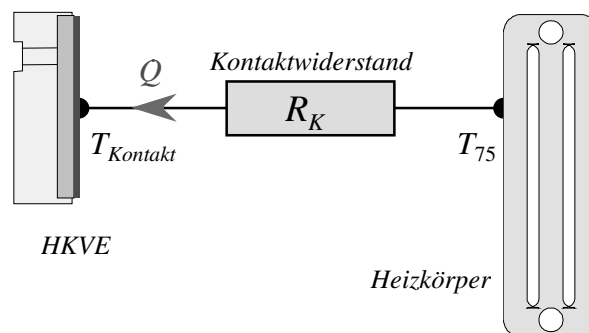 Kontaktwiderstand
Q
R_K
T_Kontakt
T_75
HKVE
Heizkörper